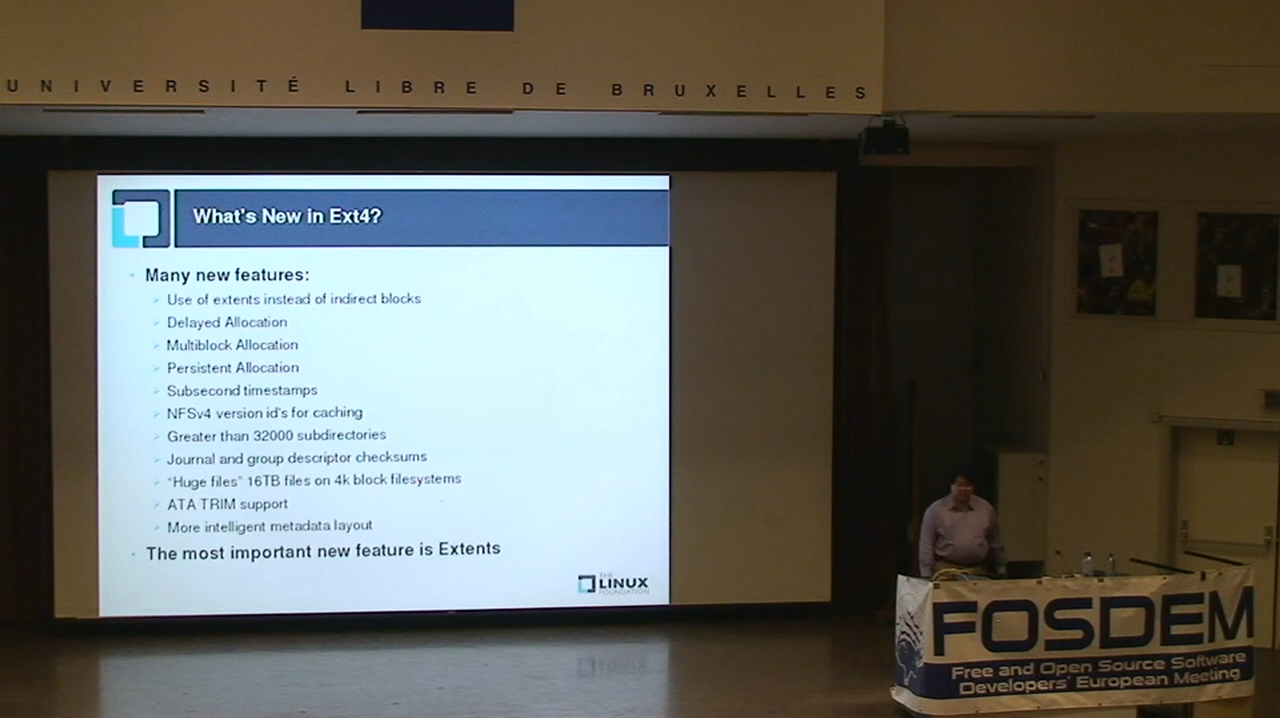 UNIVERSITÉ LIBRE DE BRUXELLES
What's New in Ext4?
Many new features:
Use of extents instead of indirect blocks
Delayed Allocation
Multiblock Allocation
Persistent Allocation
Subsecond timestamps
NFSv4 version id's for caching
Greater than 32000 subdirectories
Journal and group descriptor checksums
"Huge files" 16TB files on 4k block filesystems
ATA TRIM support
More intelligent metadata layout
The most important new feature is Extents
THE
LINUX
FOUNDATION
FOSDEM
Free and Open Source Software
Developers' European Meeting